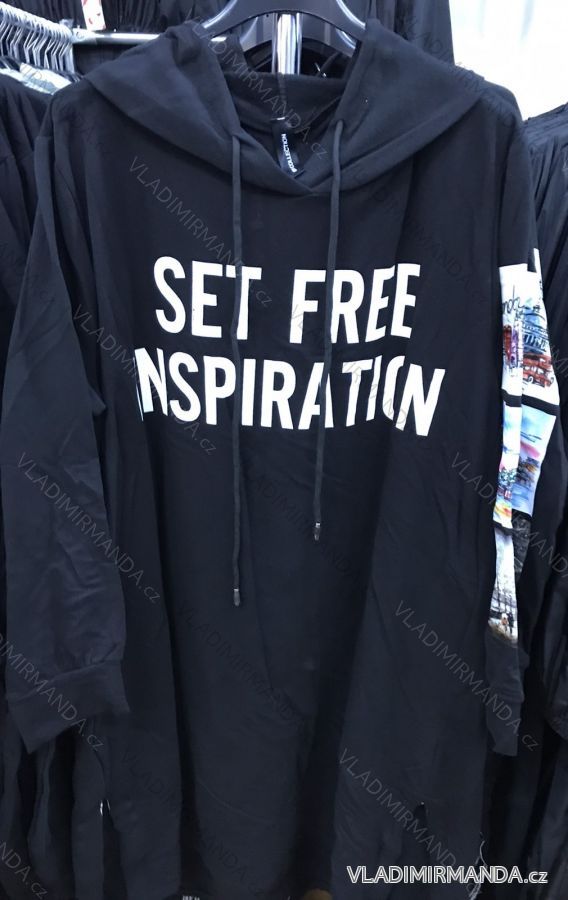 SET FREE
INSPIRATION
VLADIMIRMANDA.cz